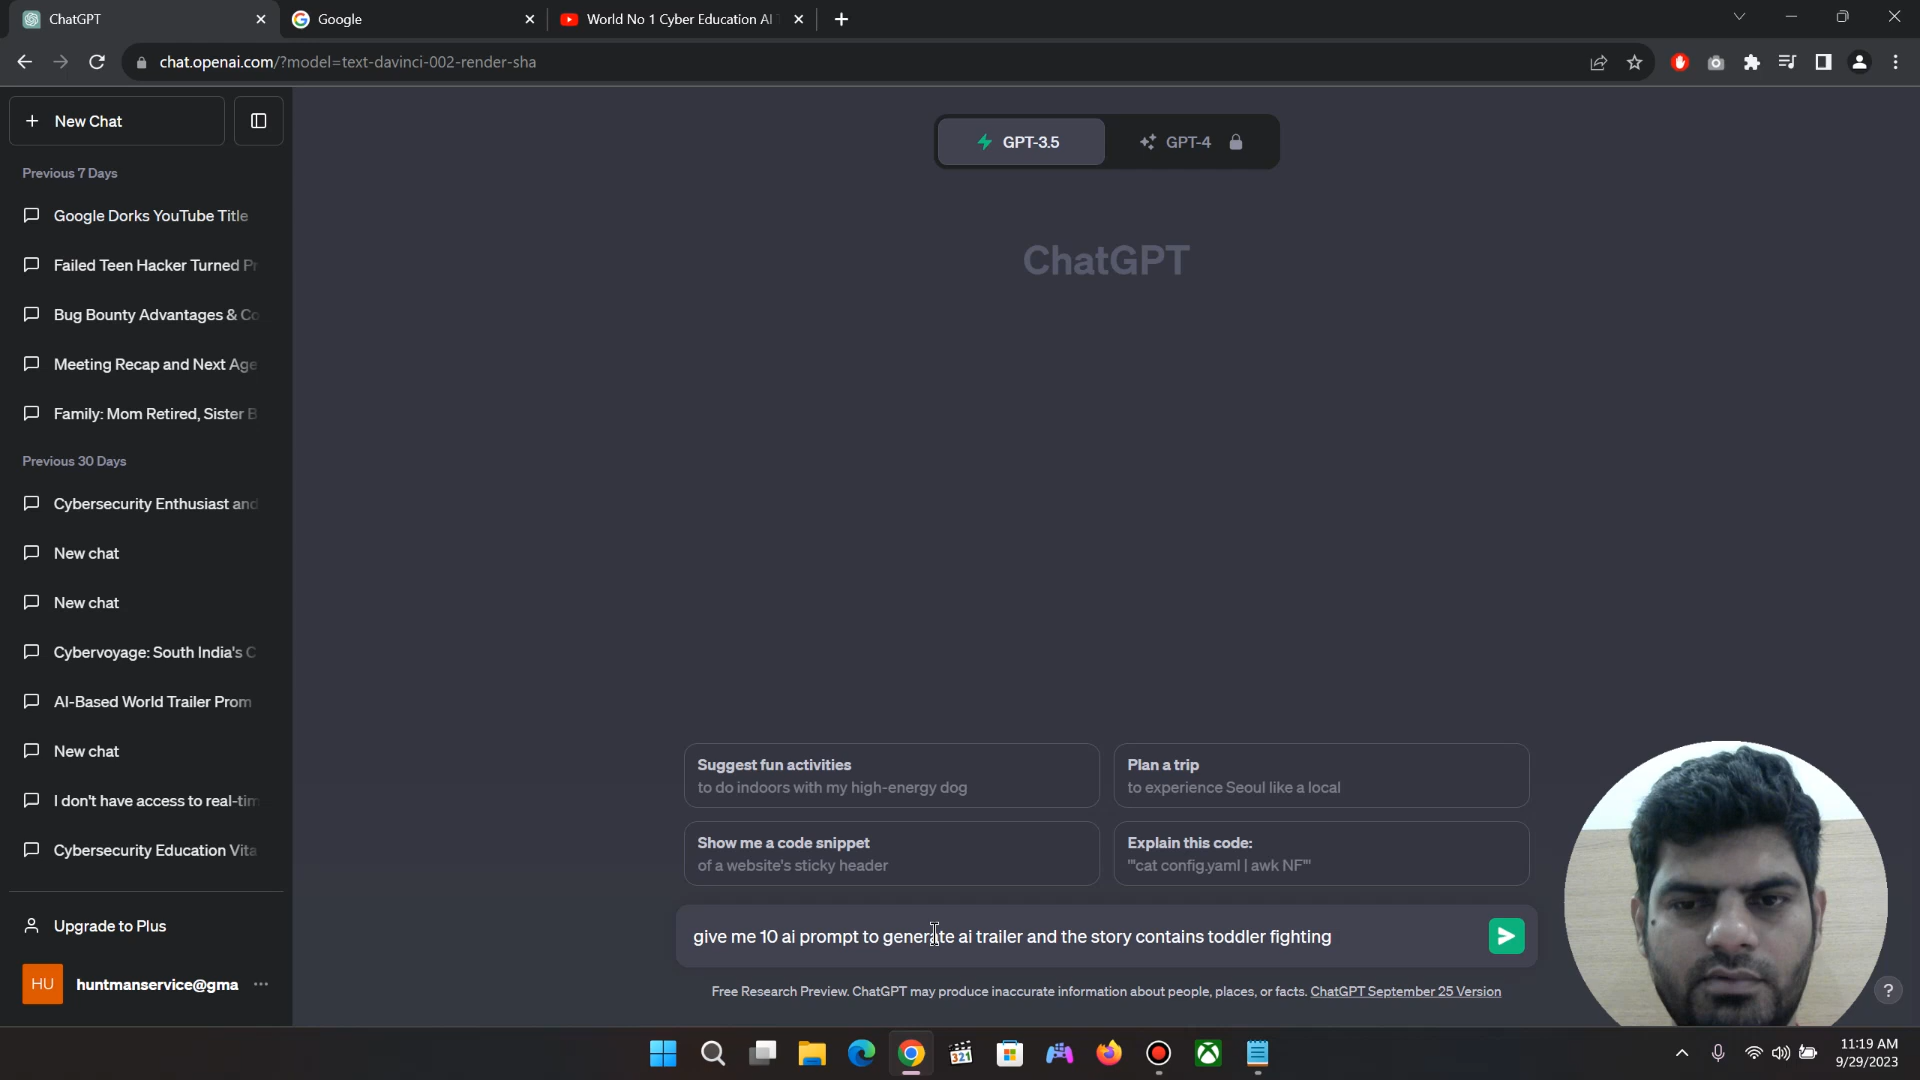 ChatGPT
Google
World No 1 Cyber Education AI
chat.openai.com/?model=text-davinci-002-render-sha
New Chat
GPT-3.5
GPT-4
Previous 7 Days
Google Dorks YouTube Title
Failed Teen Hacker Turned Pr
Bug Bounty Advantages & Co
Meeting Recap and Next Age
Family: Mom Retired, Sister B
Previous 30 Days
Cybersecurity Enthusiast and
New chat
New chat
Cybervoyage: South India's C
AI-Based World Trailer Prom
New chat
I don't have access to real-tim
Cybersecurity Education Vita
Upgrade to Plus
HU
huntmanservice@gma
ChatGPT
Suggest fun activities
to do indoors with my high-energy dog
Plan a trip
to experience Seoul like a local
Show me a code snippet
of a website's sticky header
Explain this code:
"'cat config.yaml | awk NF'"
give me 10 ai prompt to generate ai trailer and the story contains toddler fighting
Free Research Preview. ChatGPT may produce inaccurate information about people, places, or facts. ChatGPT September 25 Version
?
321
11:19 AM
9/29/2023